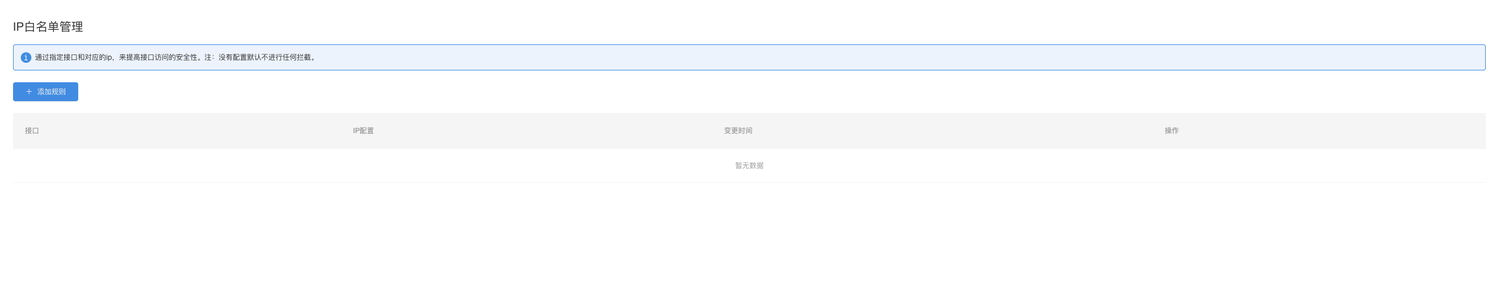 IP白名单管理
通过指定接口和对应的ip，来提高接口访问的安全性。注：没有配置默认不进行任何拦截。
+ 添加规则
接口 IP配置 变更时间 操作
暂无数据